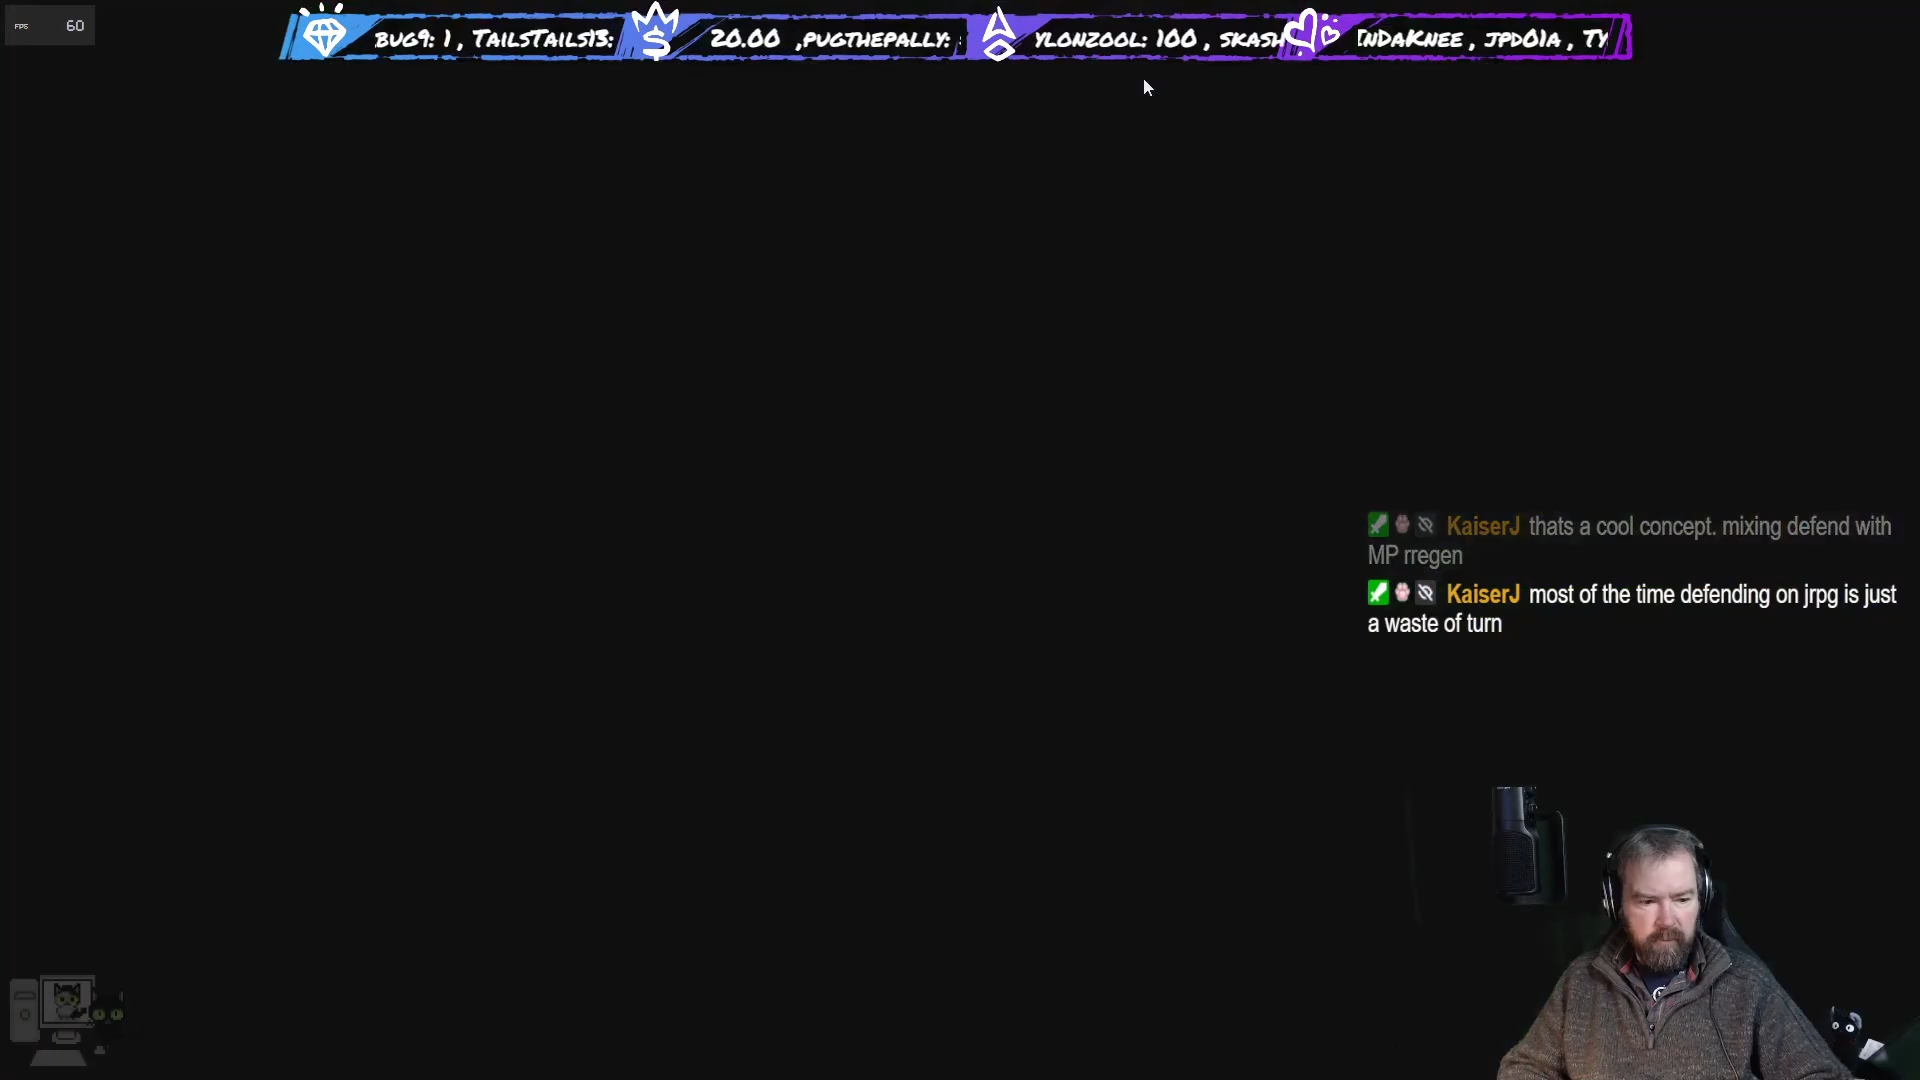 FPS 60
BUG9: 1 , TAILSTAILS13:
20.00 ,PUGTHEPALLY:
YLONZOOL: 100 , SKASH
INDAKNEE , JPD01A , TY
KaiserJ thats a cool concept. mixing defend with
MP rregen
KaiserJ most of the time defending on jrpg is just
a waste of turn